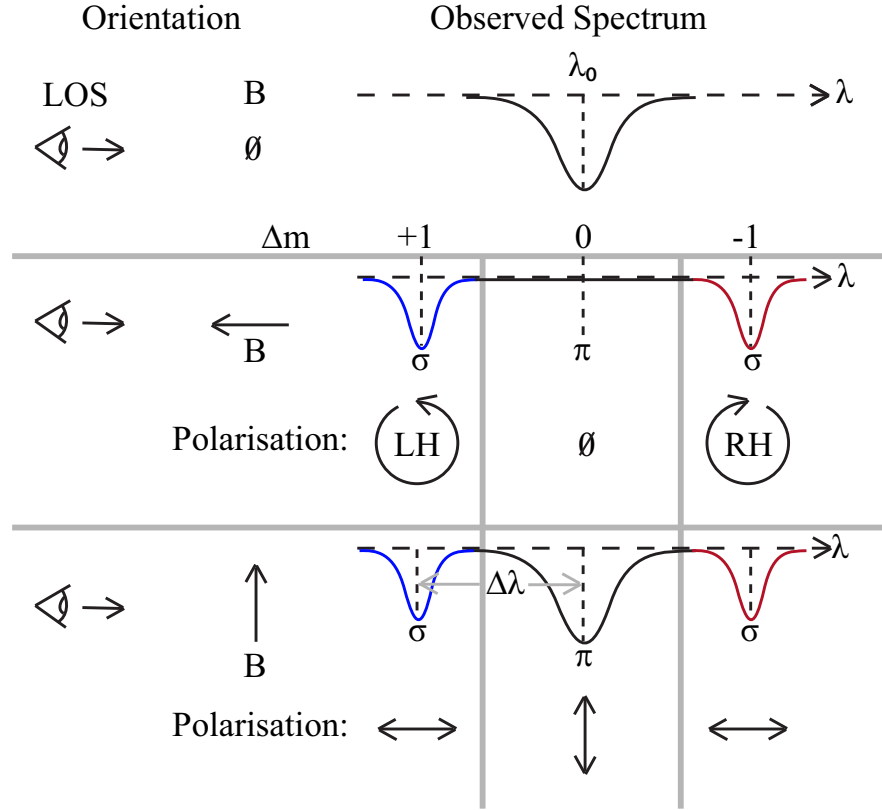 Orientation Observed Spectrum
λ₀
LOS B λ
∅
Δm +1 0 -1
λ
B
σ π σ
Polarisation: LH ∅ RH
λ
Δλ
σ σ
B π
Polarisation: